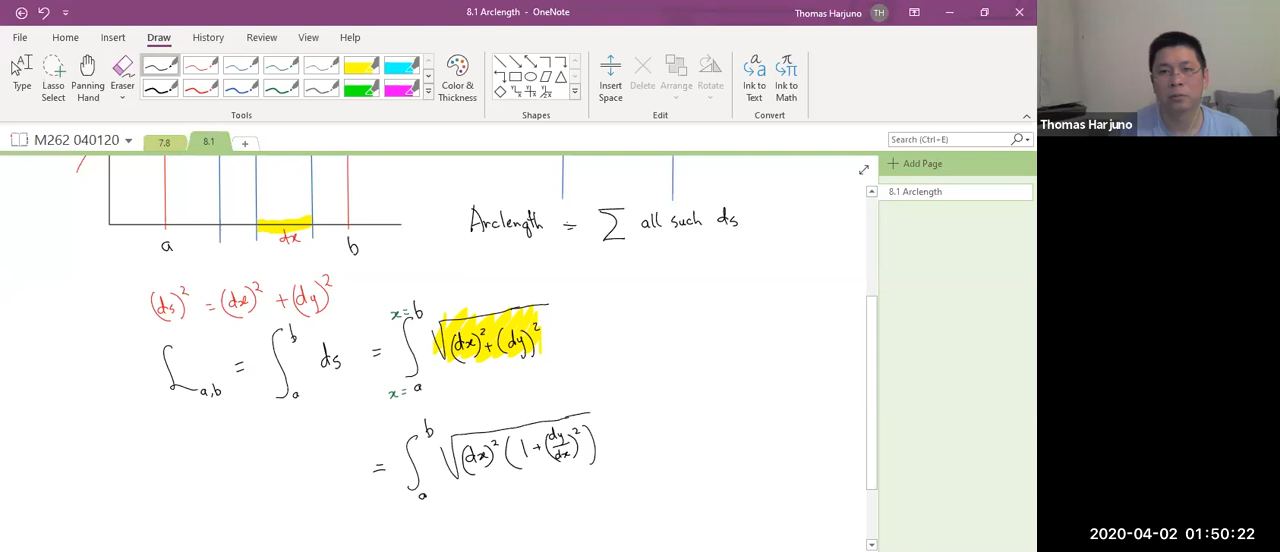 8.1 Arclength - OneNote
Thomas Harjuno TH
File Home Insert Draw History Review View Help
Type Lasso Select Panning Hand Eraser Color & Thickness Insert Space Delete Arrange Rotate Ink to Text Ink to Math
Tools Shapes Edit Convert
Thomas Harjuno
M262 040120 7.8 8.1 Search (Ctrl+E)
Add Page
8.1 Arclength
Arclength = ∑ all such ds
a dx b
(ds)² = (dx)² + (dy)²
L_{a,b} = ∫_a^b ds = ∫_{x=a}^{x=b} √((dx)² + (dy)²)
= ∫_a^b √((dx)² (1 + (dy/dx)²))
2020-04-02 01:50:22